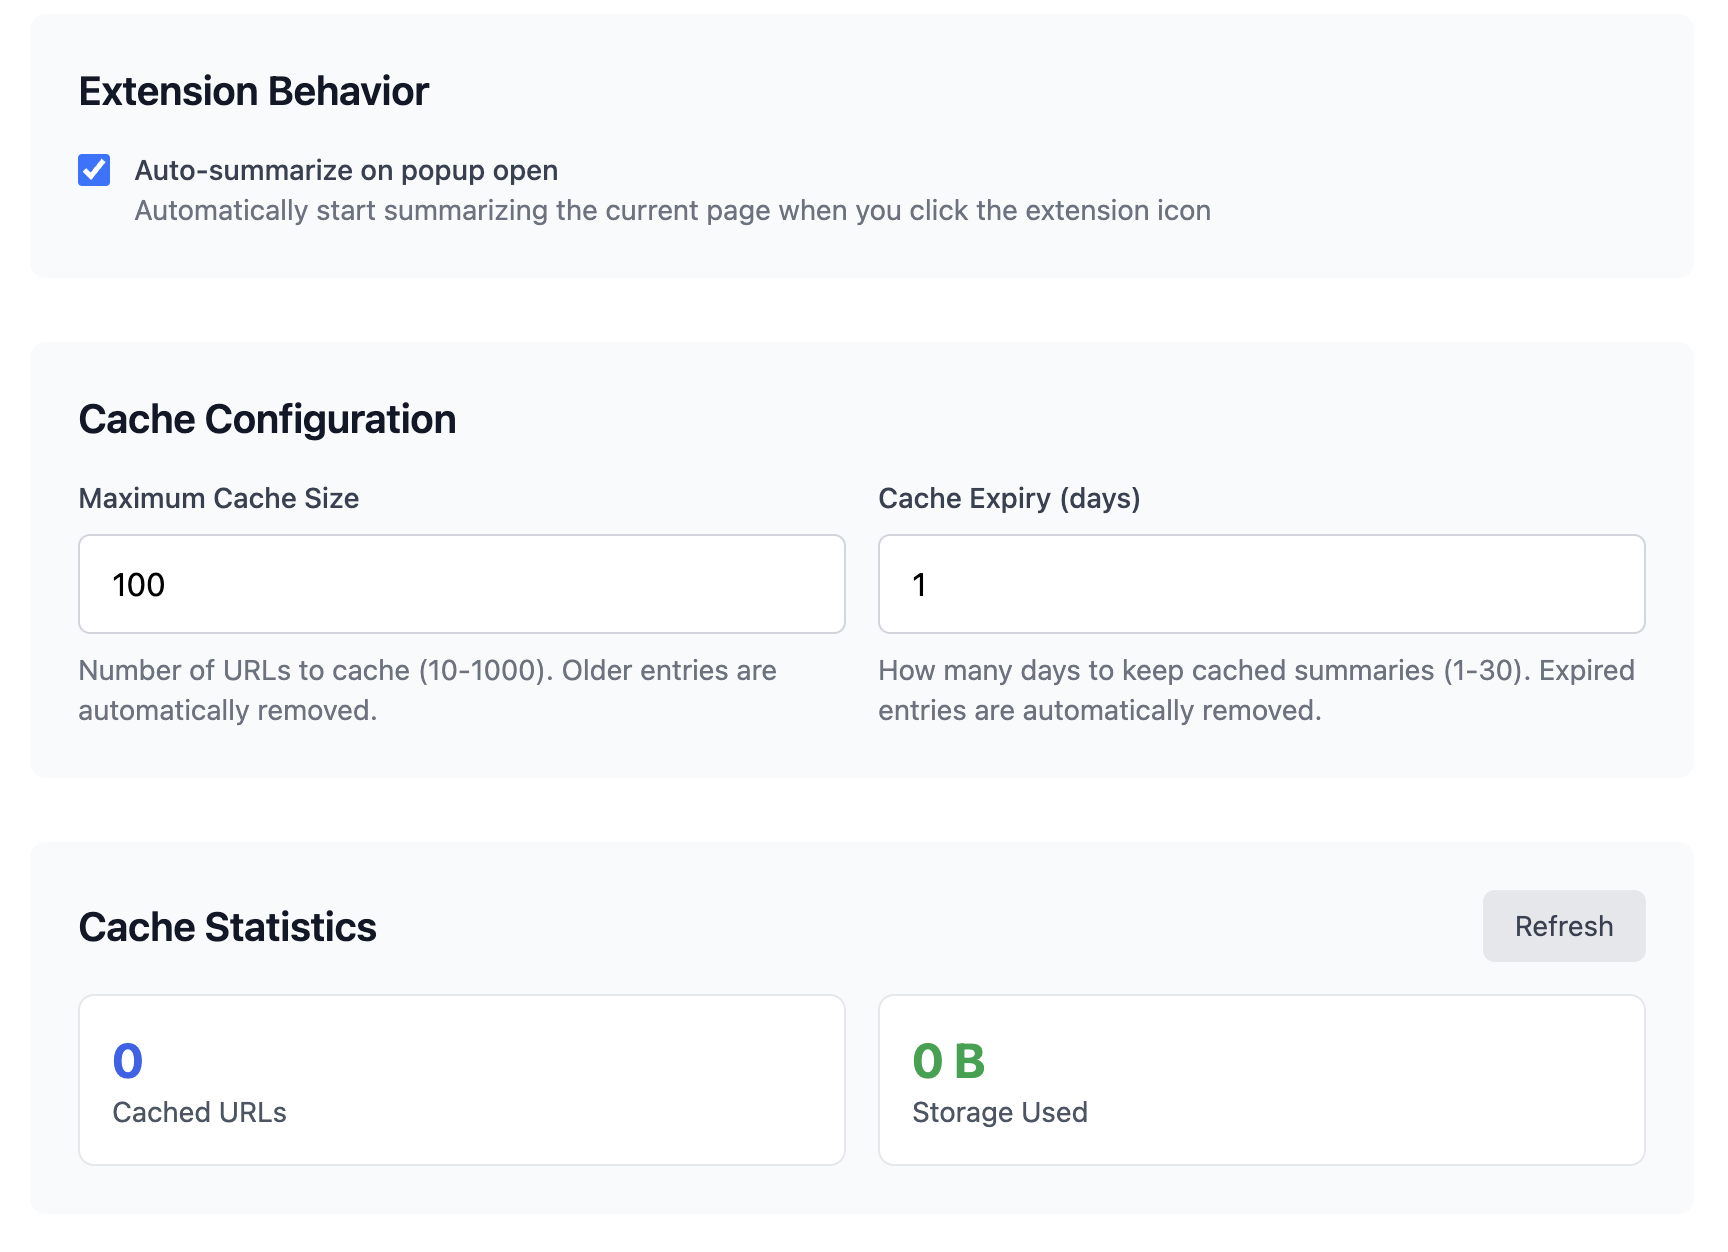 Extension Behavior
Auto-summarize on popup open
Automatically start summarizing the current page when you click the extension icon
Cache Configuration
Maximum Cache Size
100
Number of URLs to cache (10-1000). Older entries are
automatically removed.
Cache Expiry (days)
1
How many days to keep cached summaries (1-30). Expired
entries are automatically removed.
Cache Statistics
Refresh
0
Cached URLs
0 B
Storage Used